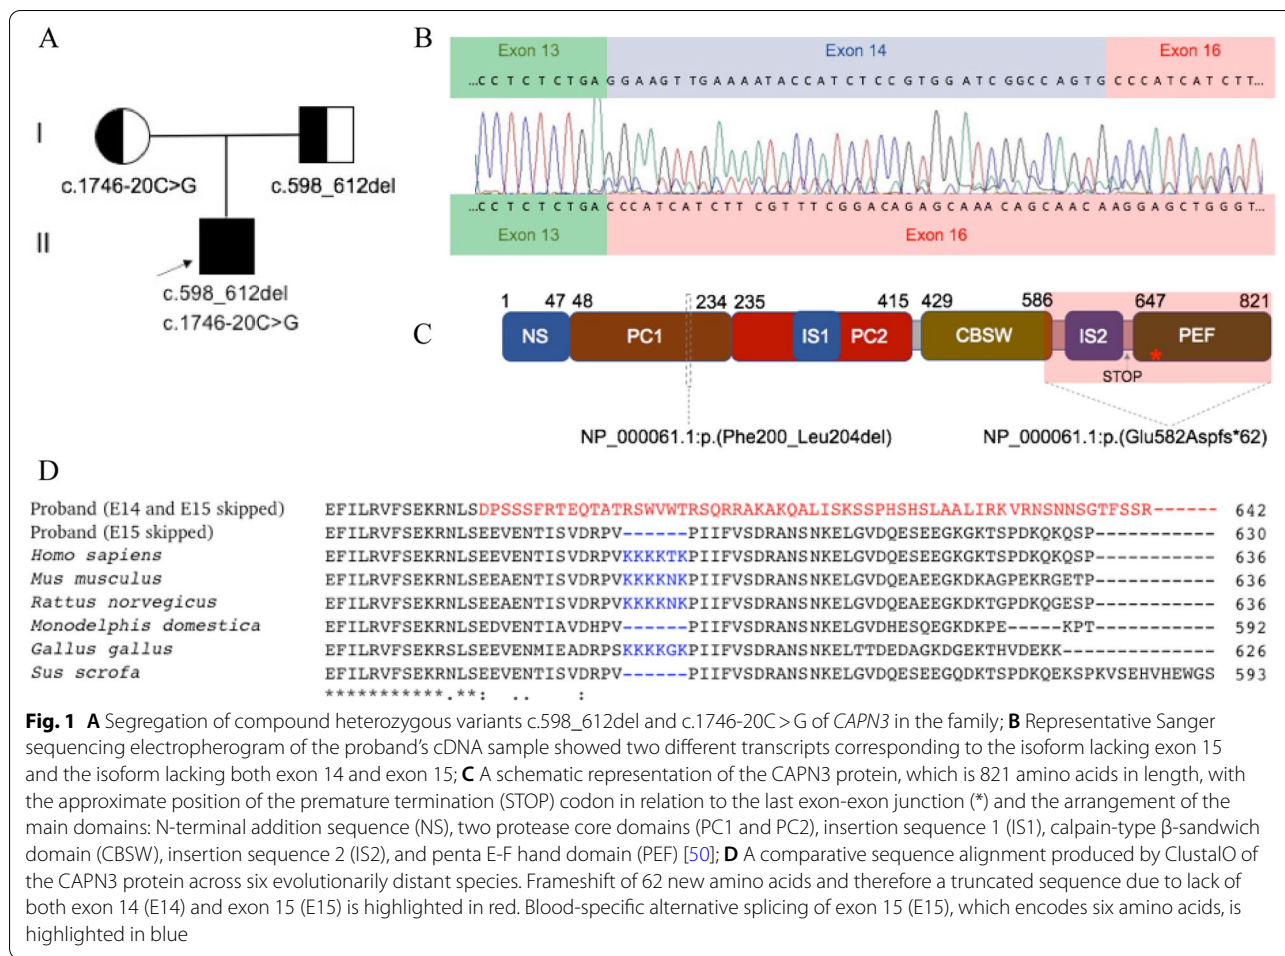 A
I
c.1746-20C>G
c.598_612del
II
c.598_612del
c.1746-20C>G
B
Exon 13 Exon 14 Exon 16
...CCTCTCTGAGGAAGTTGAAAATACCATCTCCGTGGATCGGCCAGTGCCCATCATCTT...
...CCTCTCTGACCCATCATCTTCGTTTCGGACAGAGCAAACAGCAACAAGGAGCTGGGT...
Exon 13 Exon 16
C
1 47 48 234 235 415 429 586 647 821
NS PC1 IS1 PC2 CBSW IS2 PEF
*
STOP
NP_000061.1:p.(Phe200_Leu204del) NP_000061.1:p.(Glu582Aspfs*62)
D
Proband (E14 and E15 skipped) EFILRVFSEKRNLSDPSSSFRTEQTATRSWVWTRSQRRAKAKQALISKSSPHSHSLAALIRKVRNSNNSGTFSSR------ 642
Proband (E15 skipped) EFILRVFSEKRNLSEEVENTISVDRPV------PIIFVSDRANSNKELGVDQESEEGKGKTSPDKQKQSP----------- 630
Homo sapiens EFILRVFSEKRNLSEEVENTISVDRPVKKKKTKPIIFVSDRANSNKELGVDQESEEGKGKTSPDKQKQSP----------- 636
Mus musculus EFILRVFSEKRNLSEEAENTISVDRPVKKKKNKPIIFVSDRANSNKELGVDQEAEEGKDKAGPEKRGETP----------- 636
Rattus norvegicus EFILRVFSEKRNLSEEAENTISVDRPVKKKKNKPIIFVSDRANSNKELGVDQEAEEGKDKTGPDKQGESP----------- 636
Monodelphis domestica EFILRVFSEKRNLSEDVENTIAVDHPV------PIIFVSDRANSNKELGVDHESQEGKDKPE-----KPT----------- 592
Gallus gallus EFILRVFSEKRSLSEEVENMIEADRPSKKKKGKPIIFVSDRANSNKELTTDEDAGKDGEKTHVDEKK-------------- 626
Sus scrofa EFILRVFSEKRNLSEEVENTISVDRPV------PIIFVSDRANSNKELGVDQESEEGQDKTSPDKQEKSPKVSEHVHEWGS 593
***********.**: .. :
Fig. 1 A Segregation of compound heterozygous variants c.598_612del and c.1746-20C > G of CAPN3 in the family; B Representative Sanger
sequencing electropherogram of the proband's cDNA sample showed two different transcripts corresponding to the isoform lacking exon 15
and the isoform lacking both exon 14 and exon 15; C A schematic representation of the CAPN3 protein, which is 821 amino acids in length, with
the approximate position of the premature termination (STOP) codon in relation to the last exon-exon junction (*) and the arrangement of the
main domains: N-terminal addition sequence (NS), two protease core domains (PC1 and PC2), insertion sequence 1 (IS1), calpain-type β-sandwich
domain (CBSW), insertion sequence 2 (IS2), and penta E-F hand domain (PEF) [50]; D A comparative sequence alignment produced by ClustalO of
the CAPN3 protein across six evolutionarily distant species. Frameshift of 62 new amino acids and therefore a truncated sequence due to lack of
both exon 14 (E14) and exon 15 (E15) is highlighted in red. Blood-specific alternative splicing of exon 15 (E15), which encodes six amino acids, is
highlighted in blue